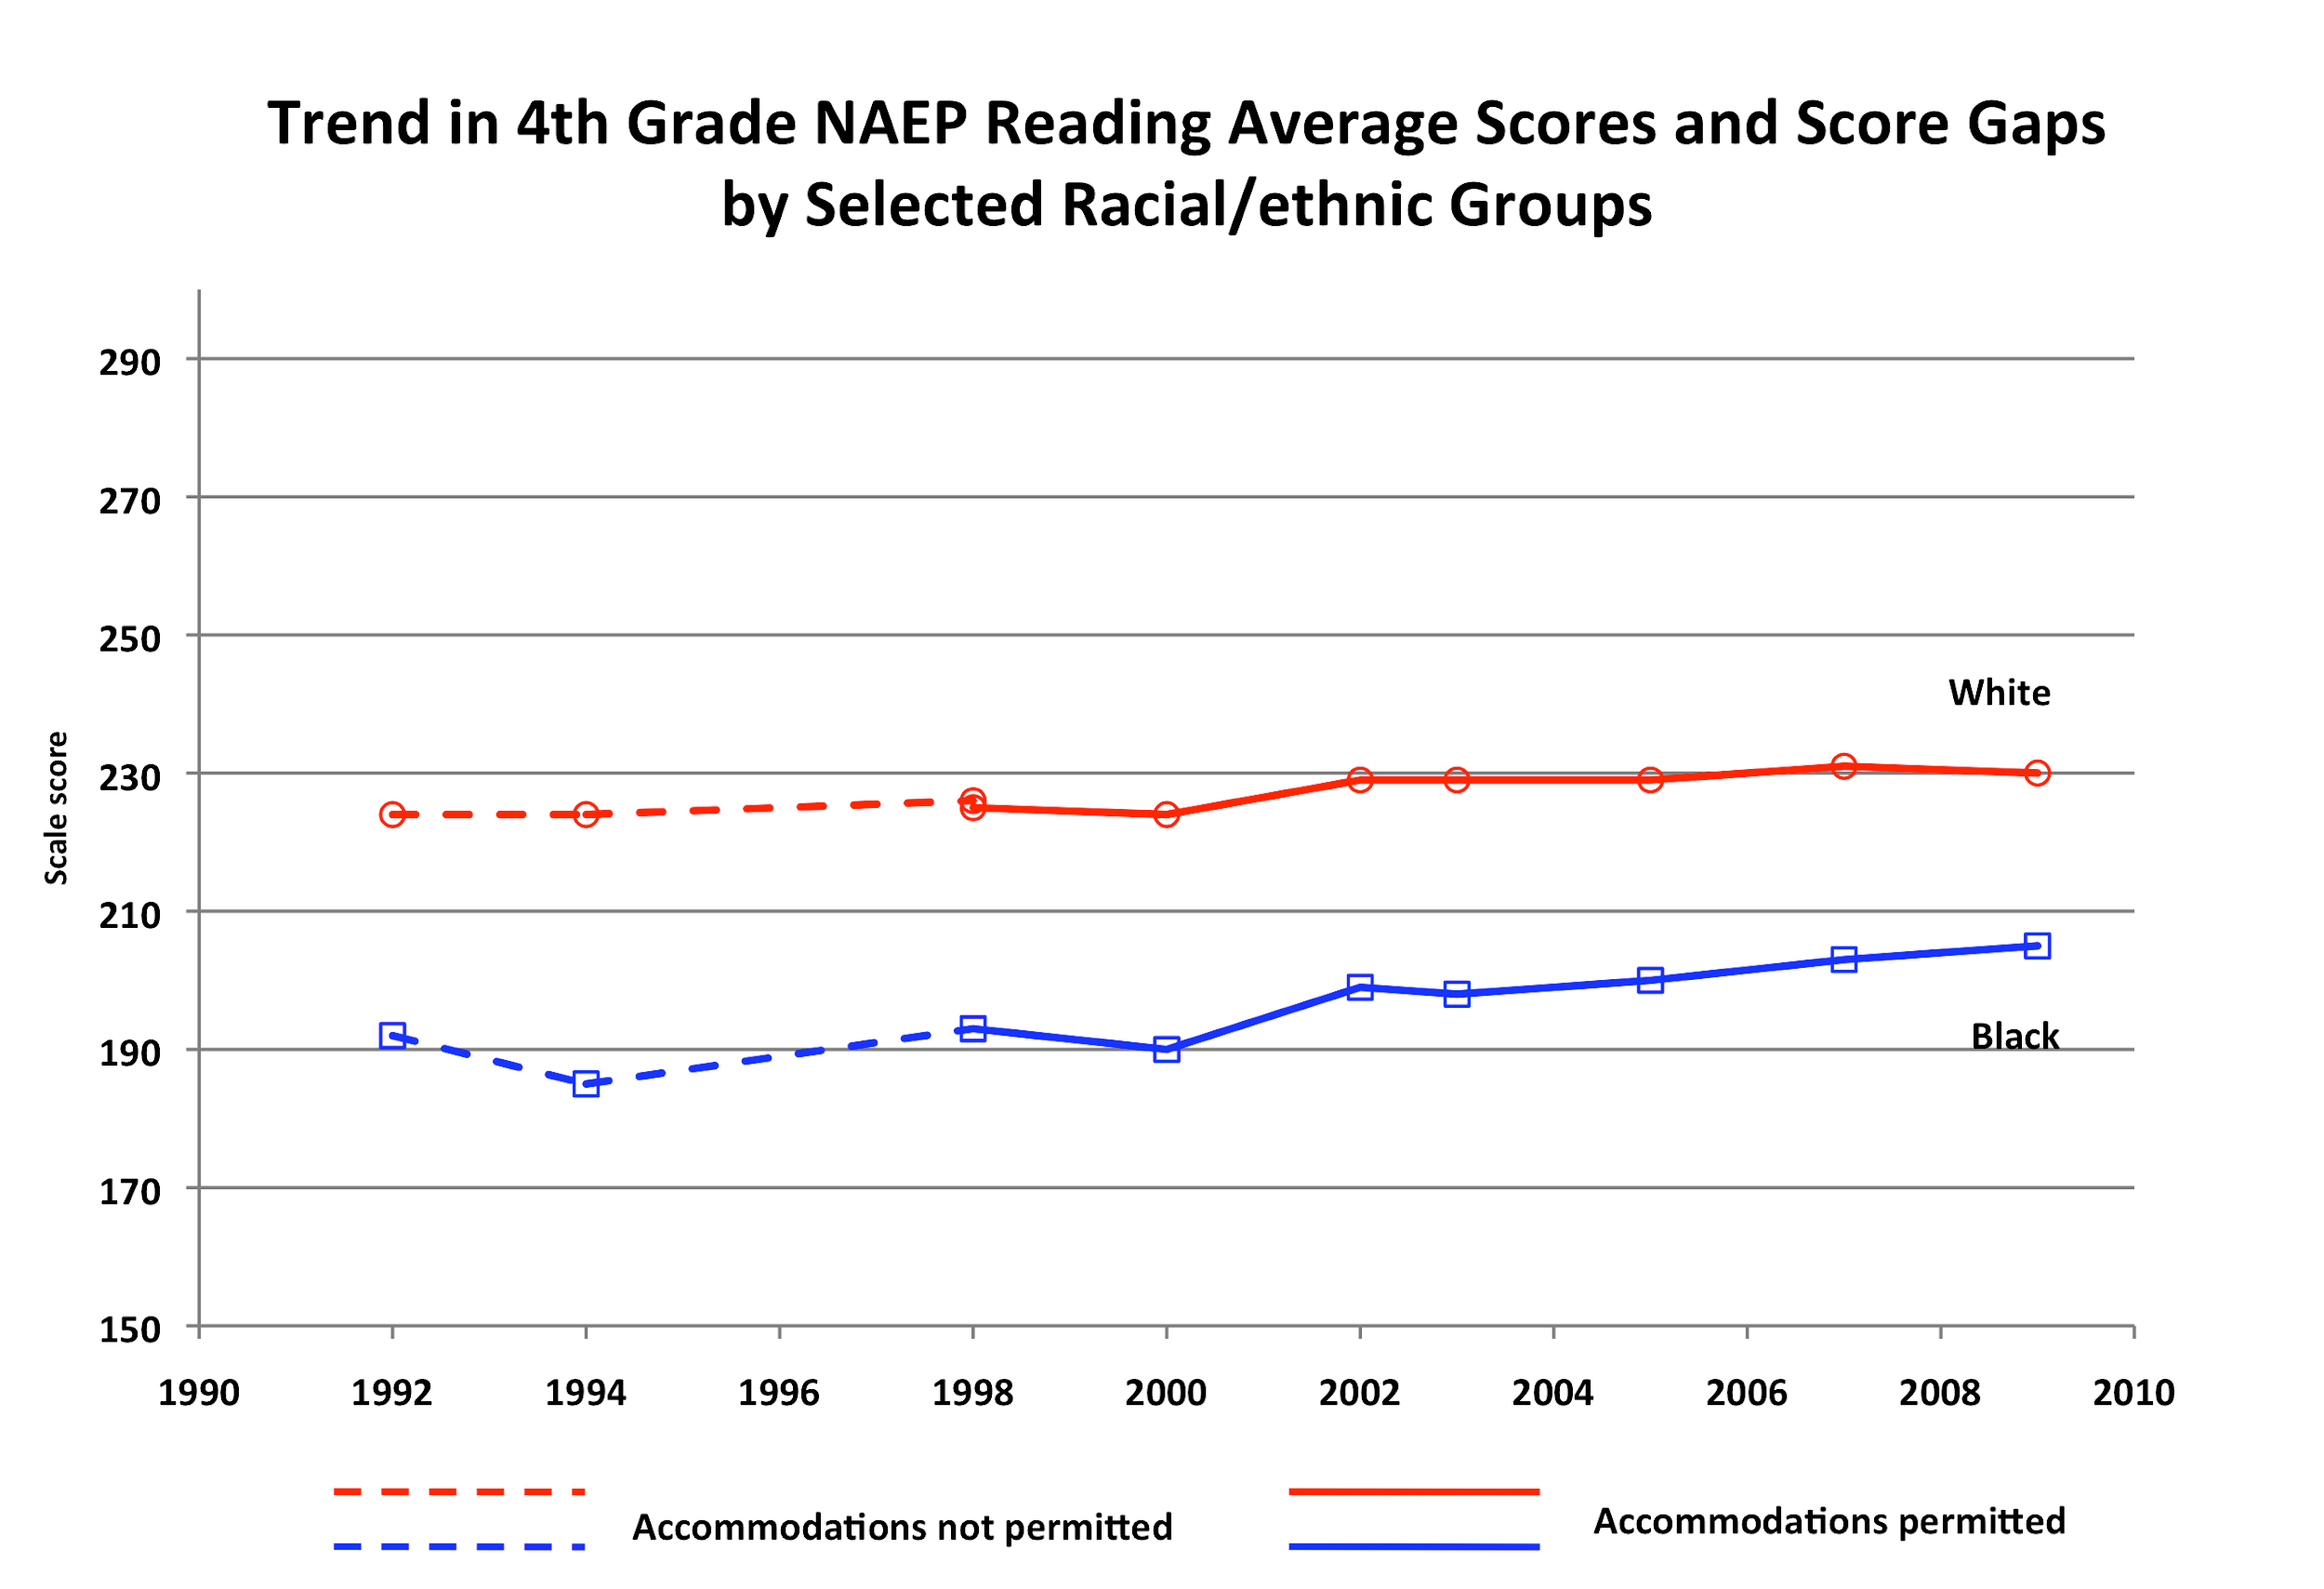 Trend in 4th Grade NAEP Reading Average Scores and Score Gaps
by Selected Racial/ethnic Groups
290
270
250
White
230
Scale score
210
Black
190
170
150
1990 1992 1994 1996 1998 2000 2002 2004 2006 2008 2010
Accommodations not permitted
Accommodations permitted